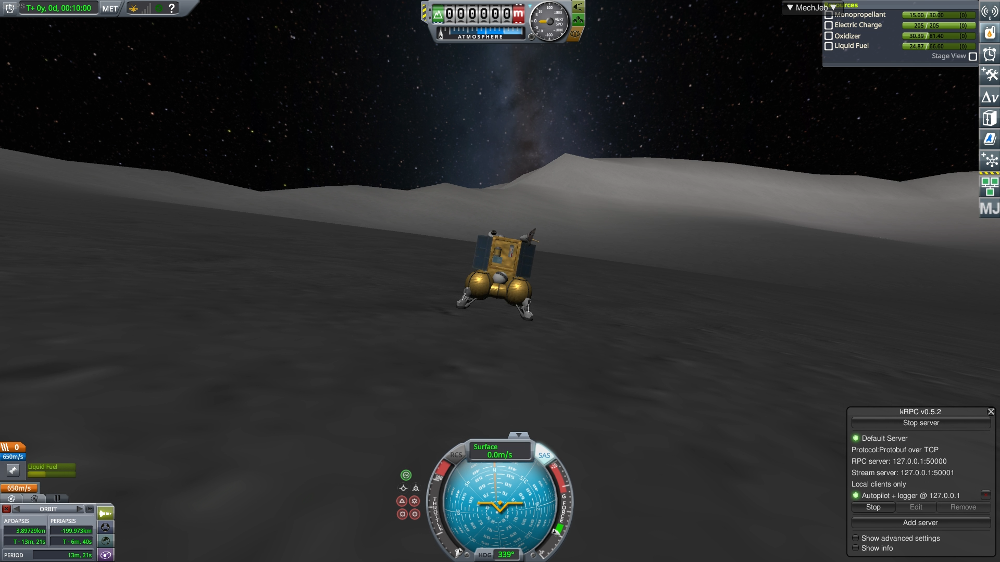 T+ 0y, 0d, 00:10:00
MET
?
000000 m
ATMOSPHERE
VERT
SPD
MechJeb
Resources
Monopropellant 15.00 / 30.00 (0)
Electric Charge 205 / 205 (0)
Oxidizer 30.39 / 81.40 (0)
Liquid Fuel 24.87 / 66.60 (0)
Stage View
Δv
MJ
kRPC v0.5.2
Stop server
Default Server
Protocol:Protobuf over TCP
RPC server: 127.0.0.1:50000
Stream server: 127.0.0.1:50001
Local clients only
Autopilot + logger @ 127.0.0.1
Stop Edit Remove
Add server
Show advanced settings
Show info
0
650m/s
Liquid Fuel
650m/s
ORBIT
APOAPSIS PERIAPSIS
3.89729km -199.973km
T - 13m, 21s T - 6m, 40s
PERIOD 13m, 21s
Surface
0.0m/s
RCS
SAS
THROTTLE
G FORCE
HDG 339°